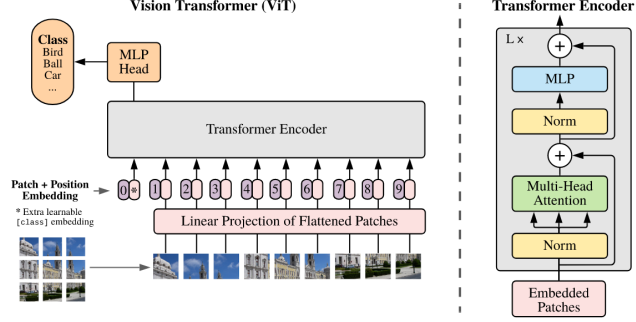 Vision Transformer (ViT)
Class
Bird
Ball
Car
...
MLP
Head
Transformer Encoder
Patch + Position
Embedding
0 * 1 2 3 4 5 6 7 8 9
* Extra learnable
[class] embedding
Linear Projection of Flattened Patches
Transformer Encoder
L ×
+
MLP
Norm
+
Multi-Head
Attention
Norm
Embedded
Patches